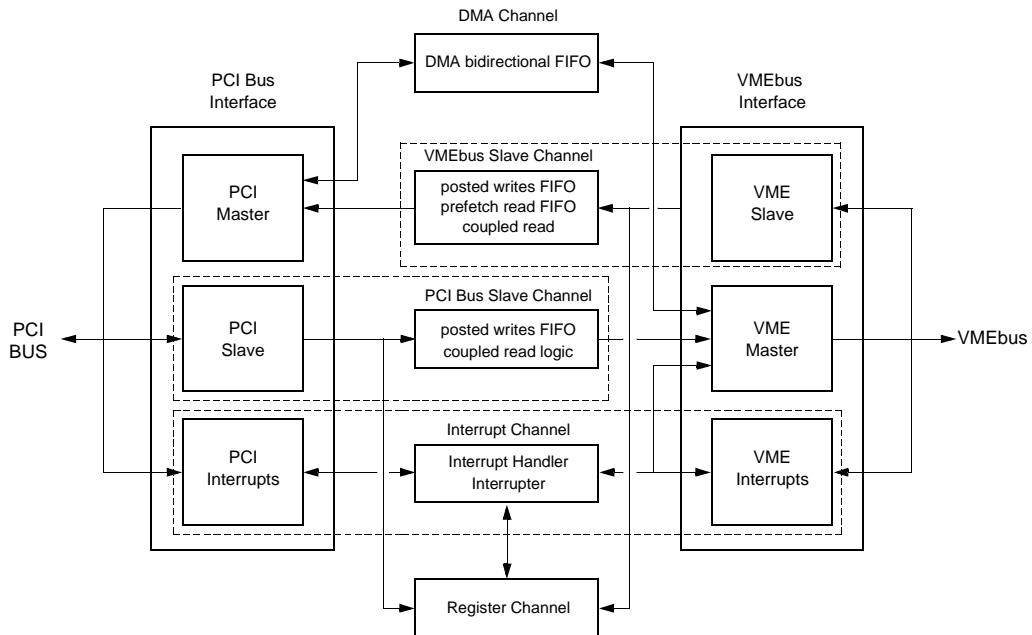 DMA Channel
DMA bidirectional FIFO
PCI Bus
Interface
VMEbus
Interface
VMEbus Slave Channel
PCI
Master
posted writes FIFO
prefetch read FIFO
coupled read
VME
Slave
PCI Bus Slave Channel
PCI
BUS
PCI
Slave
posted writes FIFO
coupled read logic
VME
Master
VMEbus
Interrupt Channel
PCI
Interrupts
Interrupt Handler
Interrupter
VME
Interrupts
Register Channel